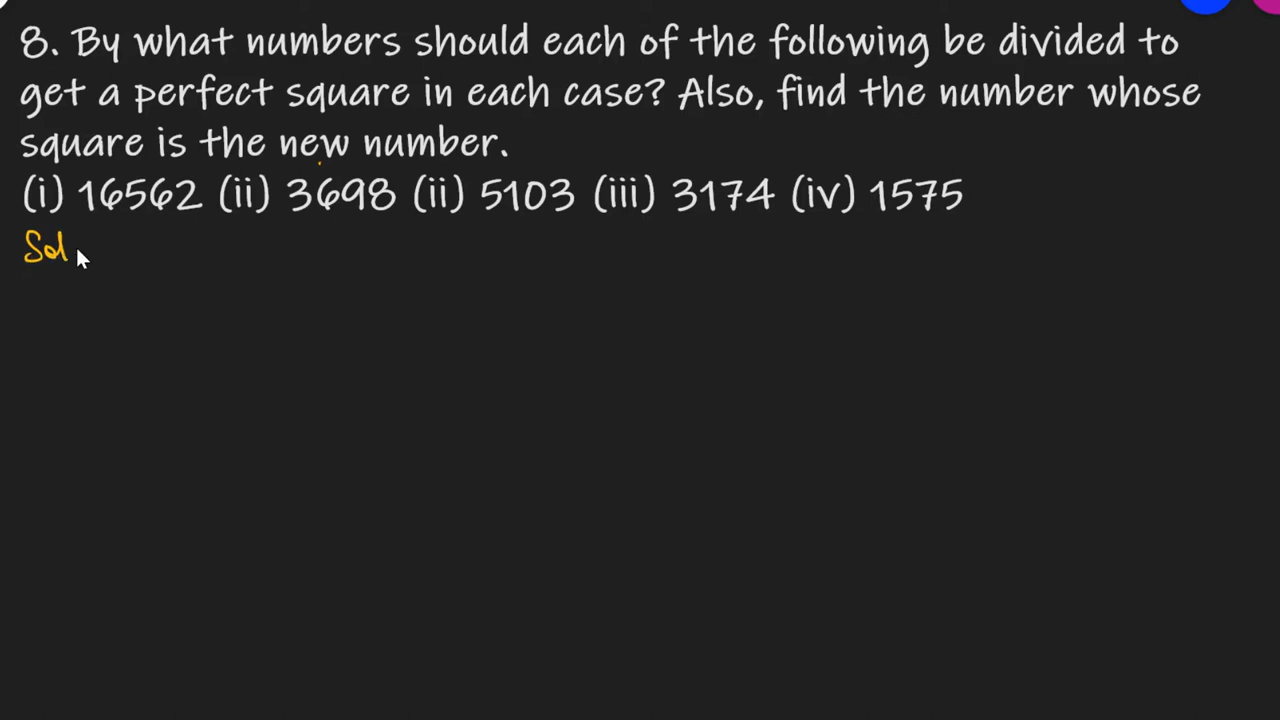 8. By what numbers should each of the following be divided to
get a perfect square in each case? Also, find the number whose
square is the new number.
(i) 16562 (ii) 3698 (ii) 5103 (iii) 3174 (iv) 1575
Sol